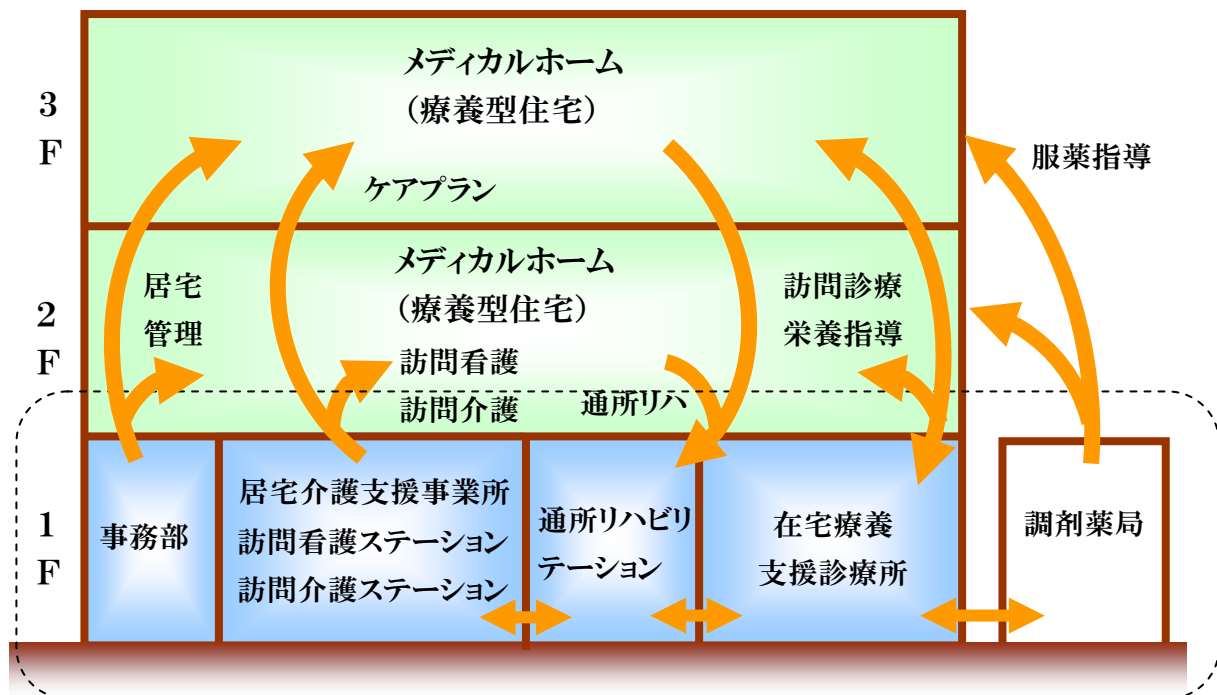 3
F
メディカルホーム
（療養型住宅）
服薬指導
ケアプラン
2
F
メディカルホーム
（療養型住宅）
居宅
管理
訪問診療
栄養指導
訪問看護
訪問介護
通所リハ
1
F
事務部
居宅介護支援事業所
訪問看護ステーション
訪問介護ステーション
通所リハビリ
テーション
在宅療養
支援診療所
調剤薬局